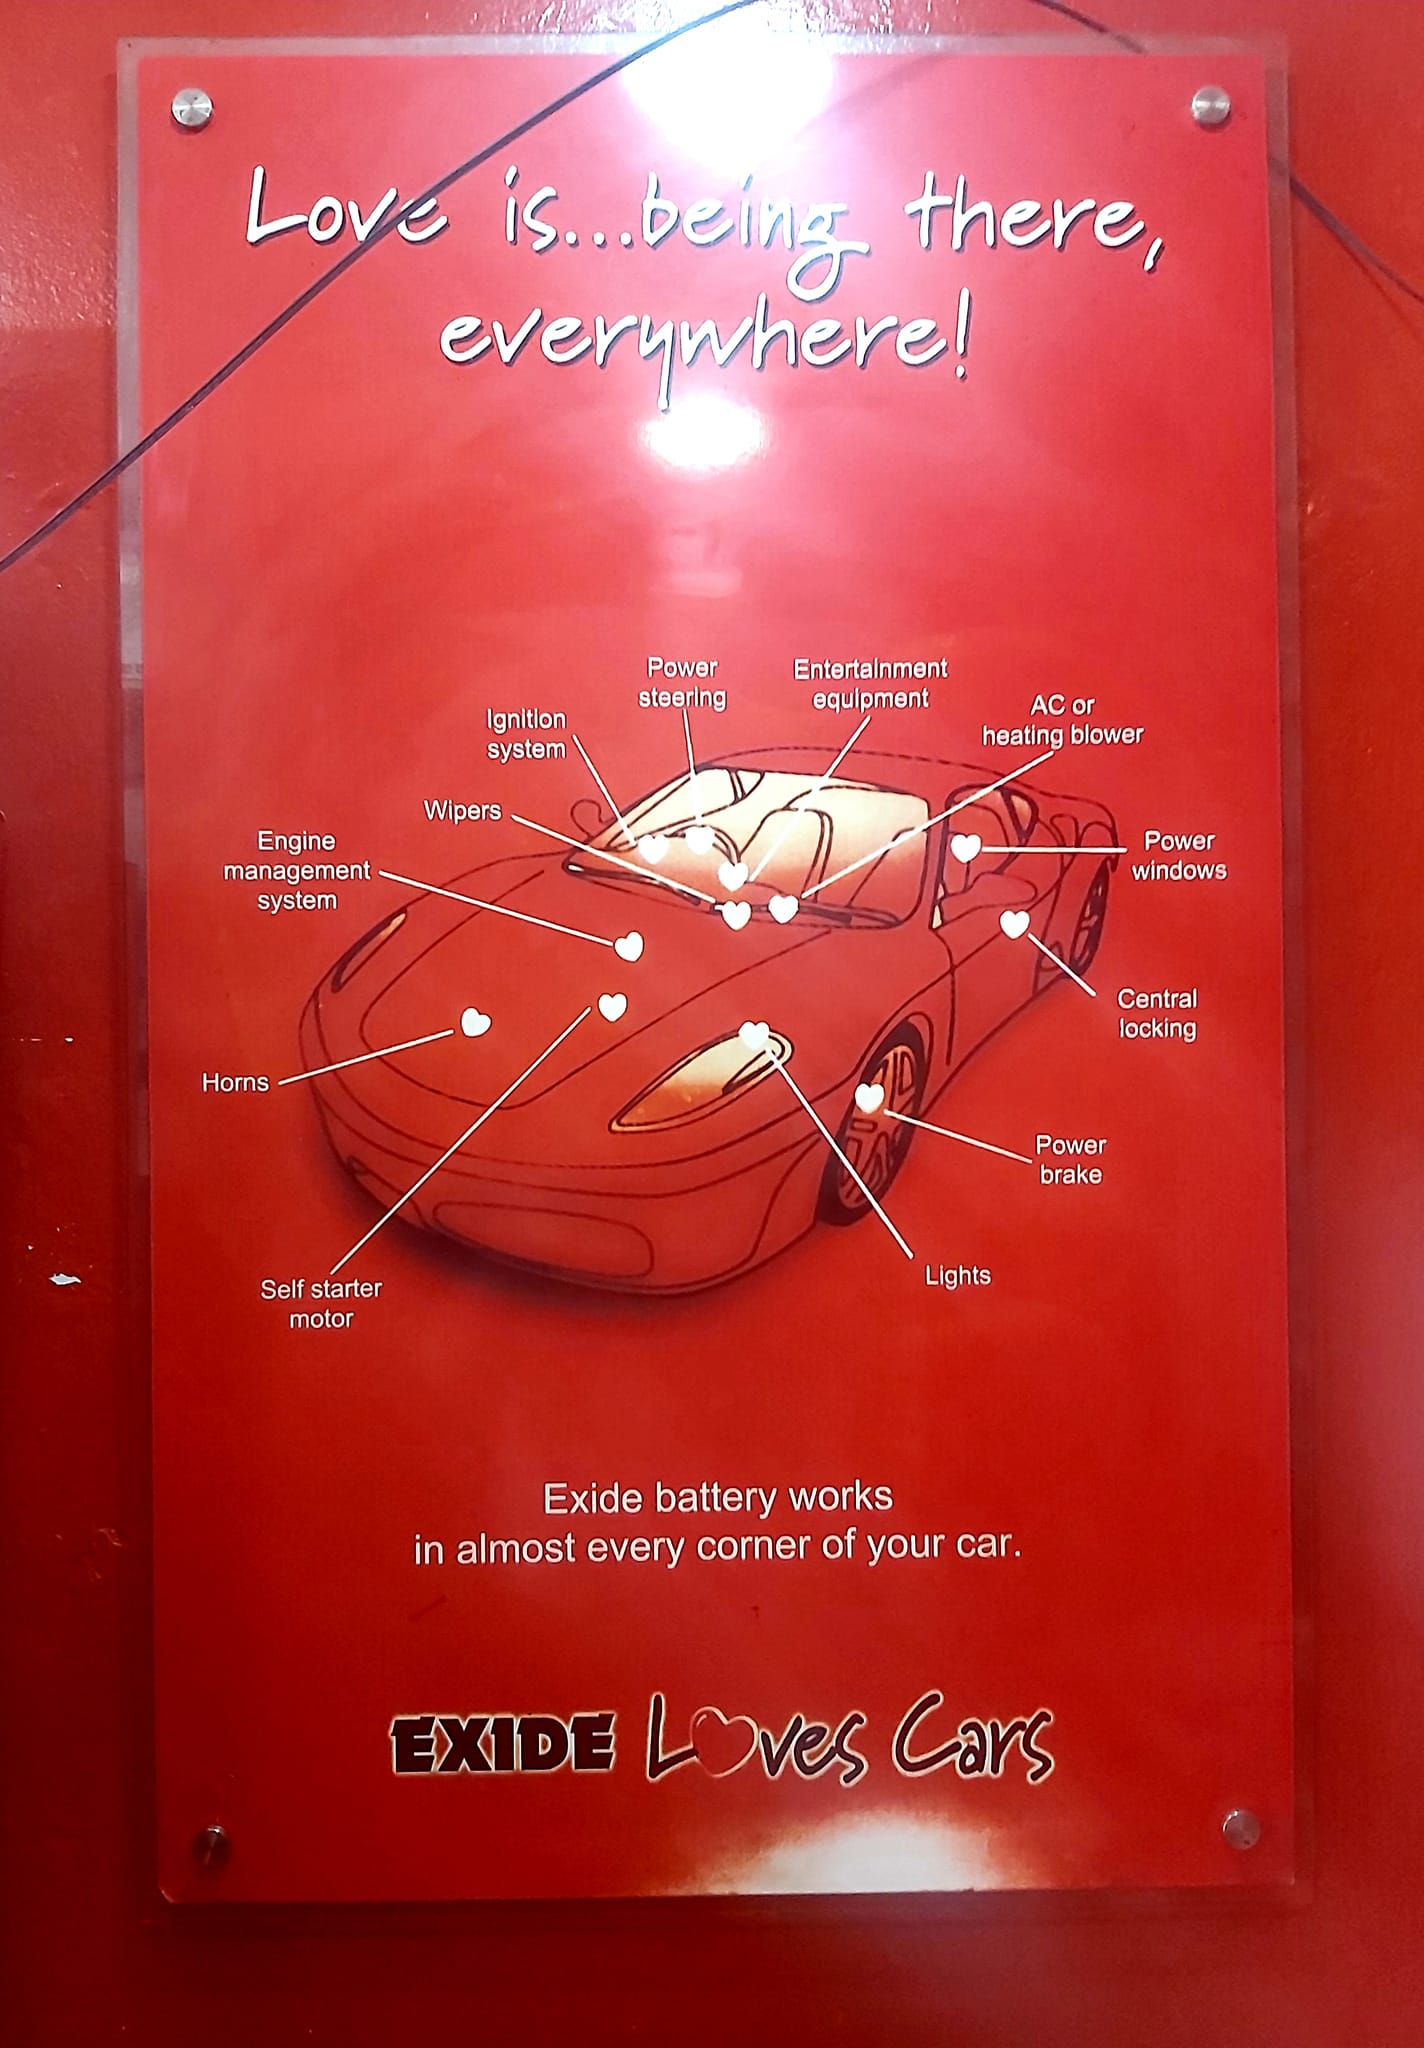 Love is...being there,
everywhere!
Power
steering
Entertainment
equipment
Ignition
system
AC or
heating blower
Wipers
Engine
management
system
Power
windows
Central
locking
Horns
Power
brake
Self starter
motor
Lights
Exide battery works
in almost every corner of your car.
EXIDE Loves Cars